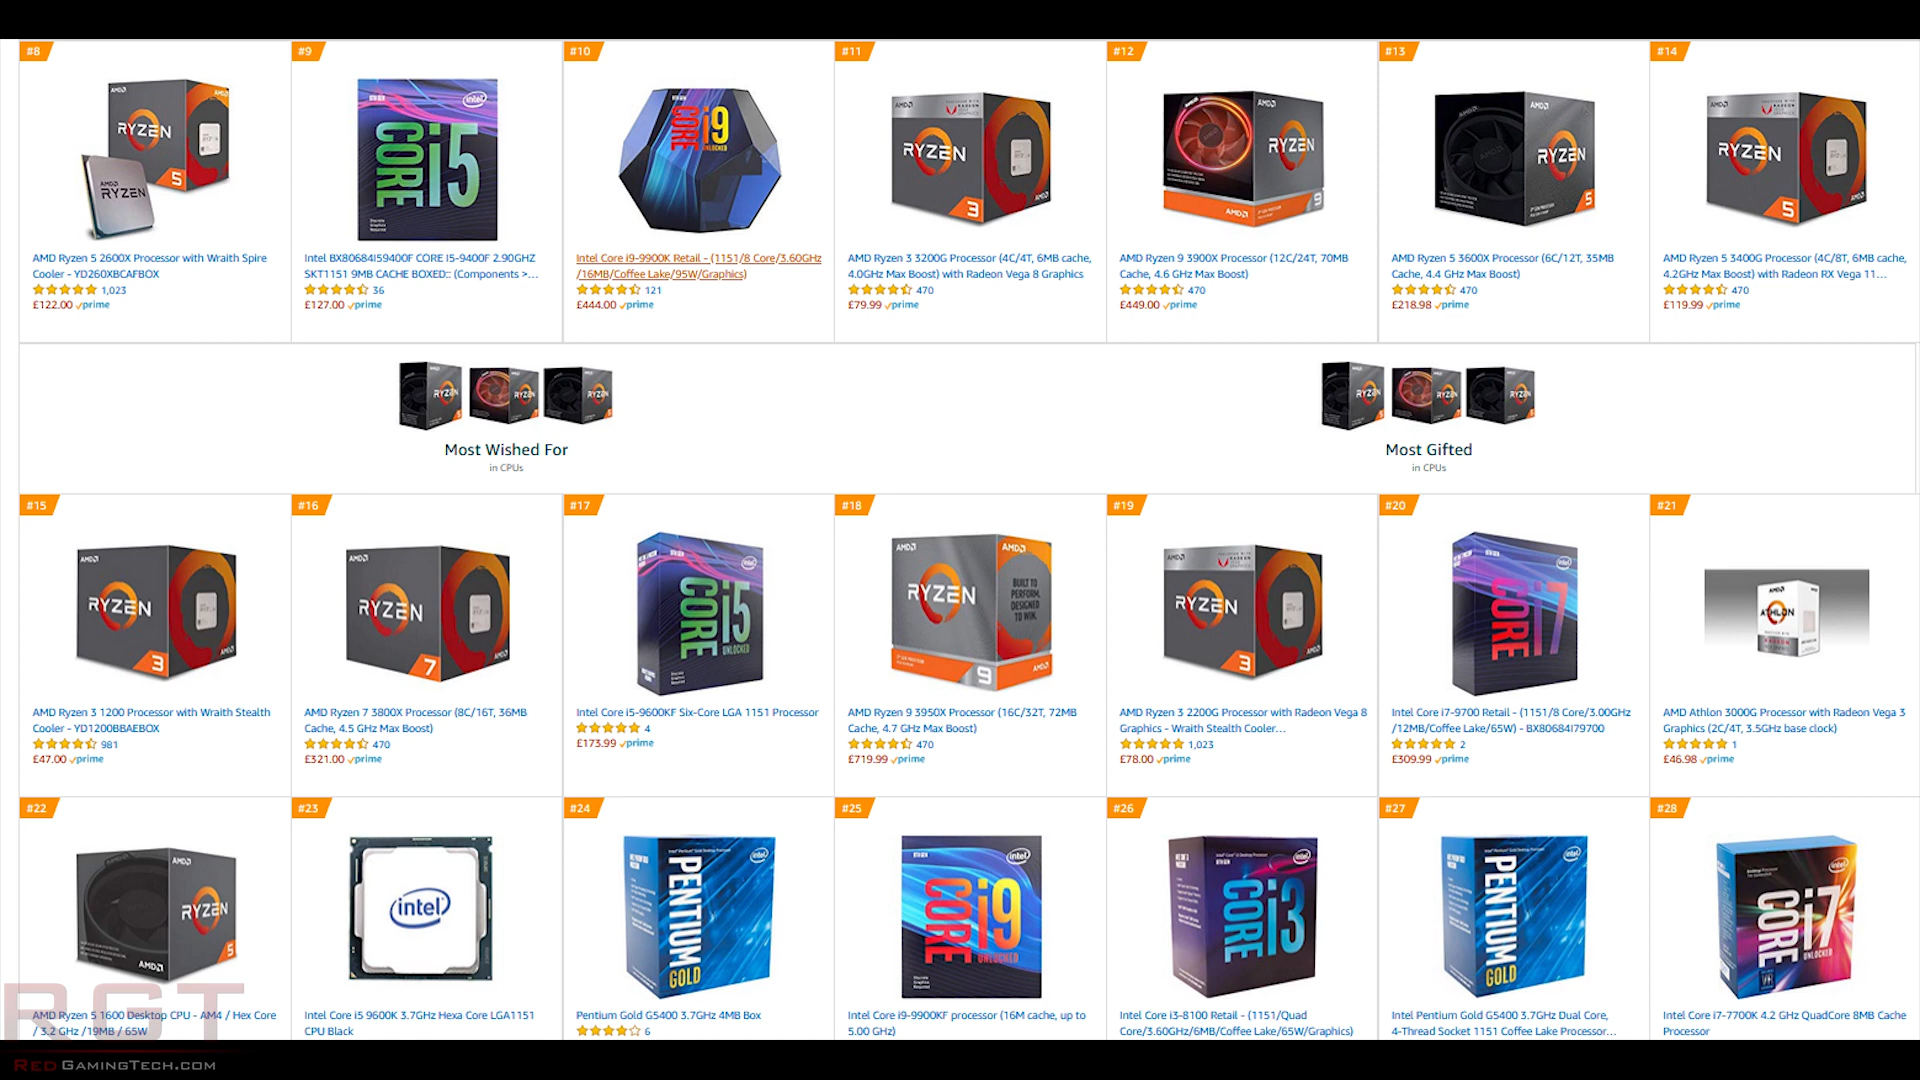 #8
#9
#10
#11
#12
#13
#14
AMD Ryzen 5 2600X Processor with Wraith Spire
Cooler - YD260XBCAFBOX
1,023
£122.00 prime
Intel BX80684I59400F CORE I5-9400F 2.90GHZ
SKT1151 9MB CACHE BOXED:: (Components >...
36
£127.00 prime
Intel Core i9-9900K Retail - (1151/8 Core/3.60GHz
/16MB/Coffee Lake/95W/Graphics)
121
£444.00 prime
AMD Ryzen 3 3200G Processor (4C/4T, 6MB cache,
4.0GHz Max Boost) with Radeon Vega 8 Graphics
470
£79.99 prime
AMD Ryzen 9 3900X Processor (12C/24T, 70MB
Cache, 4.6 GHz Max Boost)
470
£449.00 prime
AMD Ryzen 5 3600X Processor (6C/12T, 35MB
Cache, 4.4 GHz Max Boost)
470
£218.98 prime
AMD Ryzen 5 3400G Processor (4C/8T, 6MB cache,
4.2GHz Max Boost) with Radeon RX Vega 11...
470
£119.99 prime
Most Wished For
in CPUs
Most Gifted
in CPUs
#15
#16
#17
#18
#19
#20
#21
AMD Ryzen 3 1200 Processor with Wraith Stealth
Cooler - YD1200BBAEBOX
981
£47.00 prime
AMD Ryzen 7 3800X Processor (8C/16T, 36MB
Cache, 4.5 GHz Max Boost)
470
£321.00 prime
Intel Core i5-9600KF Six-Core LGA 1151 Processor
4
£173.99 prime
BUILT TO
PERFORM.
DESIGNED
TO WIN.
AMD Ryzen 9 3950X Processor (16C/32T, 72MB
Cache, 4.7 GHz Max Boost)
470
£719.99 prime
AMD Ryzen 3 2200G Processor with Radeon Vega 8
Graphics - Wraith Stealth Cooler...
1,023
£78.00 prime
Intel Core i7-9700 Retail - (1151/8 Core/3.00GHz
/12MB/Coffee Lake/65W) - BX80684I79700
2
£309.99 prime
AMD Athlon 3000G Processor with Radeon Vega 3
Graphics (2C/4T, 3.5GHz base clock)
1
£46.98 prime
#22
#23
#24
#25
#26
#27
#28
AMD Ryzen 5 1600 Desktop CPU - AM4 / Hex Core
/ 3.2 GHz /19MB / 65W
Intel Core i5 9600K 3.7GHz Hexa Core LGA1151
CPU Black
Pentium Gold G5400 3.7GHz 4MB Box
6
Intel Core i9-9900KF processor (16M cache, up to
5.00 GHz)
Intel Core i3-8100 Retail - (1151/Quad
Core/3.60GHz/6MB/Coffee Lake/65W/Graphics)
Intel Pentium Gold G5400 3.7GHz Dual Core,
4-Thread Socket 1151 Coffee Lake Processor...
Intel Core i7-7700K 4.2 GHz QuadCore 8MB Cache
Processor
RGT
RedGamingTech.com